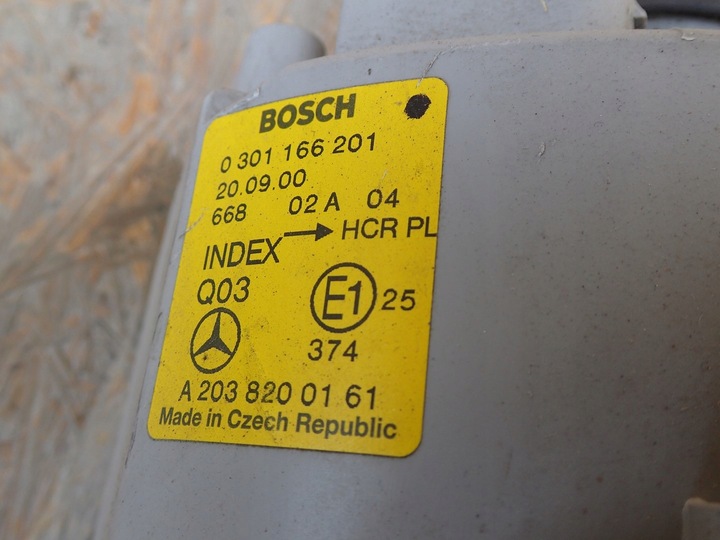 BOSCH
0 301 166 201
20.09.00
668 02 A 04
INDEX → HCR PL
Q03
E1 25
374
A 203 820 01 61
Made in Czech Republic